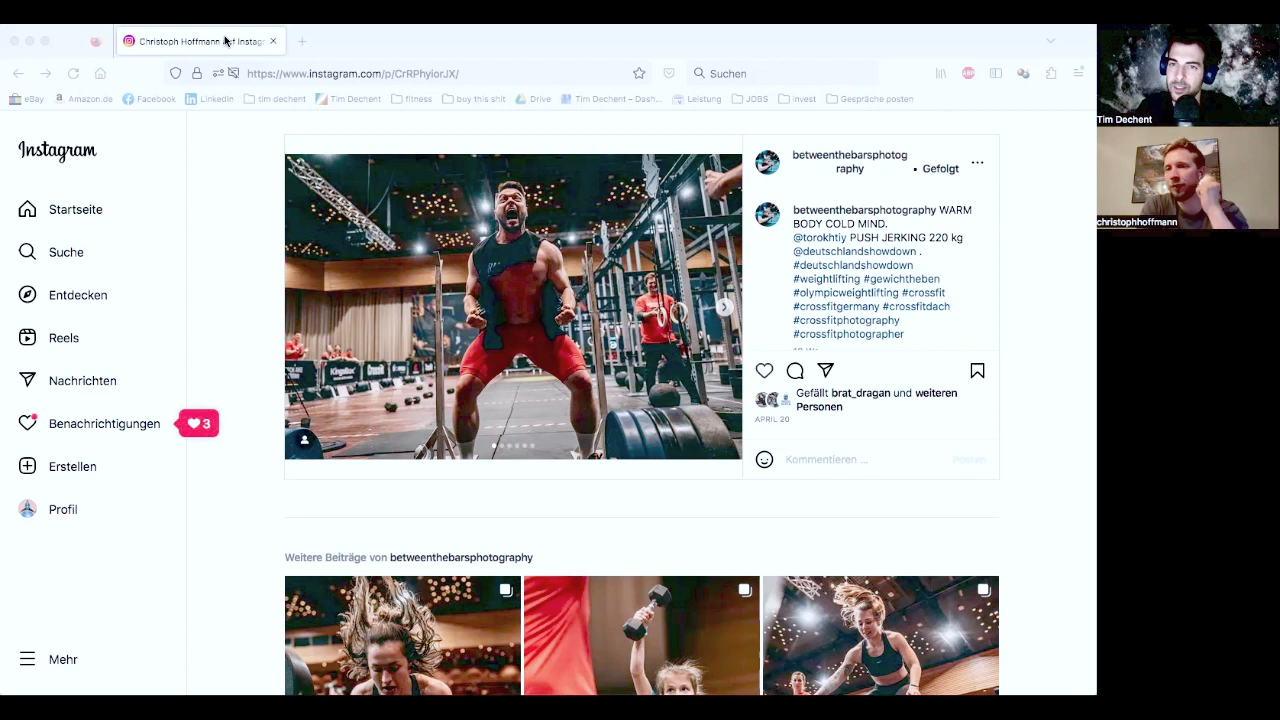 Christoph Hoffmann auf Instagr
https://www.instagram.com/p/CrRPhyiorJX/
Suchen
ABP
eBay
Amazon.de
Facebook
LinkedIn
tim dechent
Tim Dechent
fitness
buy this shit
Drive
Tim Dechent – Dash...
Leistung
JOBS
invest
Gespräche posten
Instagram
Startseite
Suche
Entdecken
Reels
Nachrichten
Benachrichtigungen
3
Erstellen
Profil
Mehr
betweenthebarsphotog
raphy • Gefolgt
betweenthebarsphotography WARM
BODY COLD MIND.
@torokhtiy PUSH JERKING 220 kg
@deutschlandshowdown .
#deutschlandshowdown
#weightlifting #gewichtheben
#olympicweightlifting #crossfit
#crossfitgermany #crossfitdach
#crossfitphotography
#crossfitphotographer
Gefällt brat_dragan und weiteren
Personen
APRIL 20
Kommentieren ...
Posten
Weitere Beiträge von betweenthebarsphotography
Tim Dechent
christophhoffmann